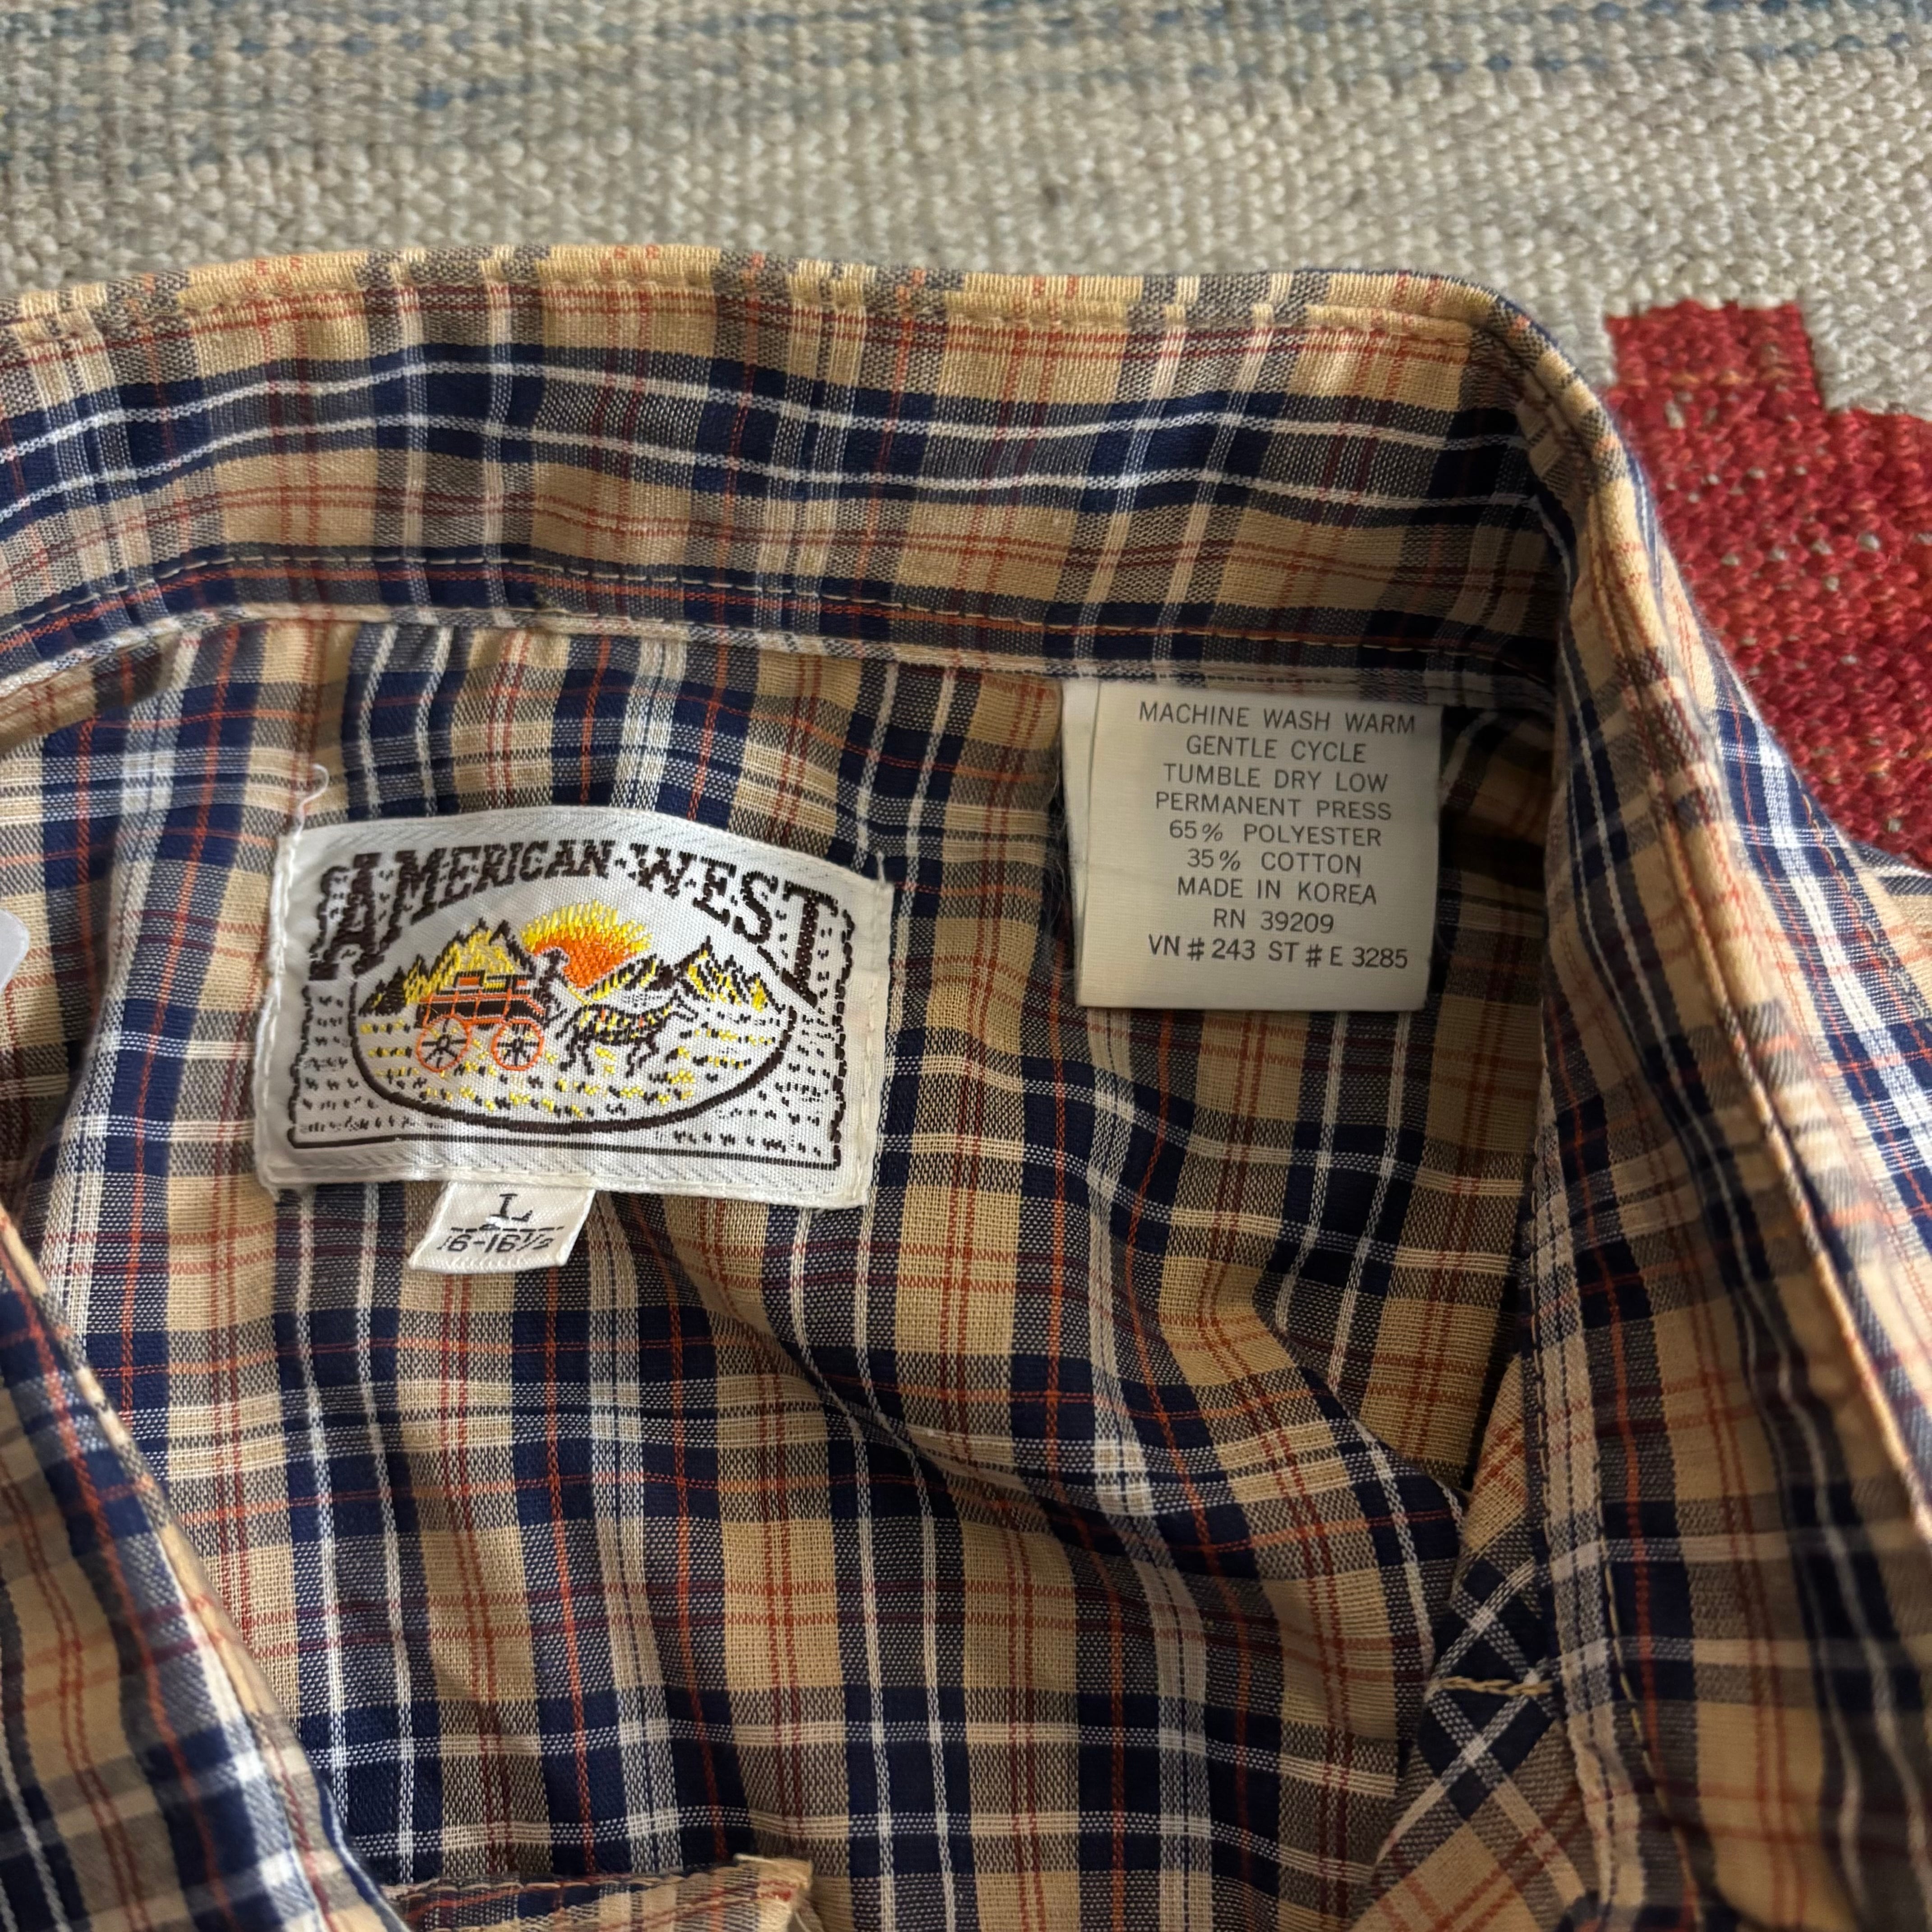 AMERICAN·WEST
L
16-16½
MACHINE WASH WARM
GENTLE CYCLE
TUMBLE DRY LOW
PERMANENT PRESS
65% POLYESTER
35% COTTON
MADE IN KOREA
RN 39209
VN # 243 ST # E 3285